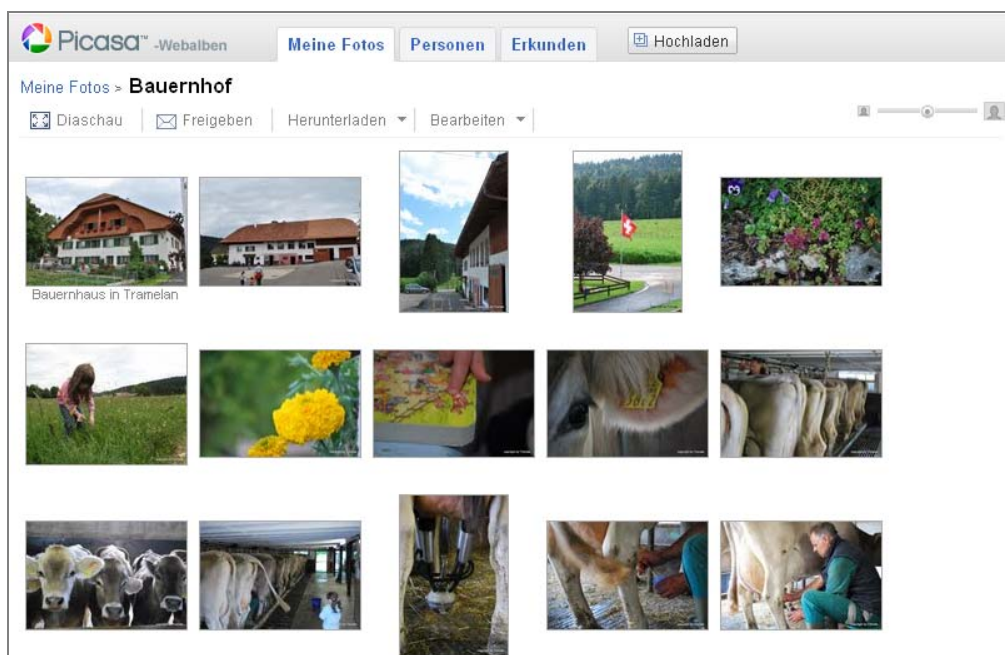 Picasa™ -Webalben
Meine Fotos
Personen
Erkunden
Hochladen
Meine Fotos > Bauernhof
Diaschau
Freigeben
Herunterladen
Bearbeiten
Bauernhaus in Tramelan